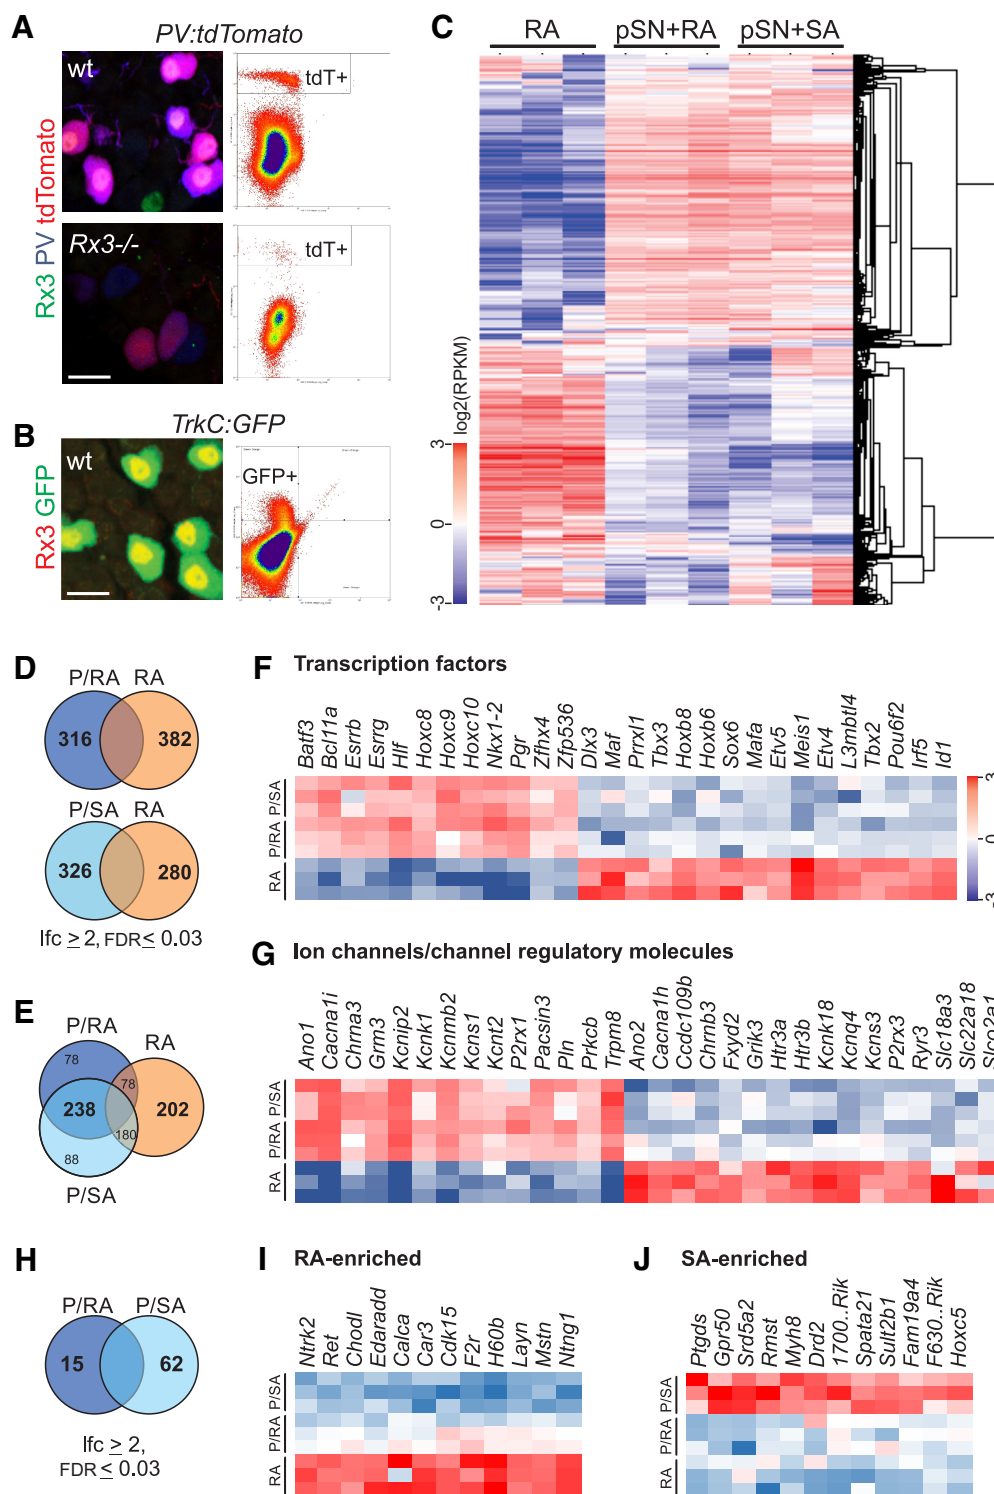 A
PV:tdTomato
wt
tdT+
Rx3-/-
tdT+
Rx3 PV tdTomato
B
TrkC:GFP
wt
GFP+
Rx3 GFP
C
RA
pSN+RA
pSN+SA
log2(RPKM)
3
0
-3
D
P/RA
RA
316
382
P/SA
RA
326
280
lfc ≥ 2, FDR ≤ 0.03
E
P/RA
RA
78
78
238
202
180
88
P/SA
F
Transcription factors
Batf3
Bcl11a
Esrrb
Esrrg
Hlf
Hoxc8
Hoxc9
Hoxc10
Nkx1-2
Pgr
Zfhx4
Zfp536
Dlx3
Maf
Prrxl1
Tbx3
Hoxb8
Hoxb6
Sox6
Mafa
Etv5
Meis1
Etv4
L3mbtl4
Tbx2
Pou6f2
Irf5
Id1
P/SA
P/RA
RA
3
0
-3
G
Ion channels/channel regulatory molecules
Ano1
Cacna1i
Chrna3
Grm3
Kcnip2
Kcnk1
Kcnmb2
Kcns1
Kcnt2
P2rx1
Pacsin3
Pln
Prkcb
Trpm8
Ano2
Cacna1h
Ccdc109b
Chrnb3
Fxyd2
Grik3
Htr3a
Htr3b
Kcnk18
Kcnq4
Kcns3
P2rx3
Ryr3
Slc18a3
Slc22a18
Slco2a1
P/SA
P/RA
RA
H
P/RA
P/SA
15
62
lfc ≥ 2,
FDR ≤ 0.03
I
RA-enriched
Ntrk2
Ret
Chodl
Edaradd
Calca
Car3
Cdk15
F2r
H60b
Layn
Mstn
Ntng1
P/SA
P/RA
RA
J
SA-enriched
Ptgds
Gpr50
Srd5a2
Rmst
Myh8
Drd2
1700..Rik
Spata21
Sult2b1
Fam19a4
F630..Rik
Hoxc5
P/SA
P/RA
RA